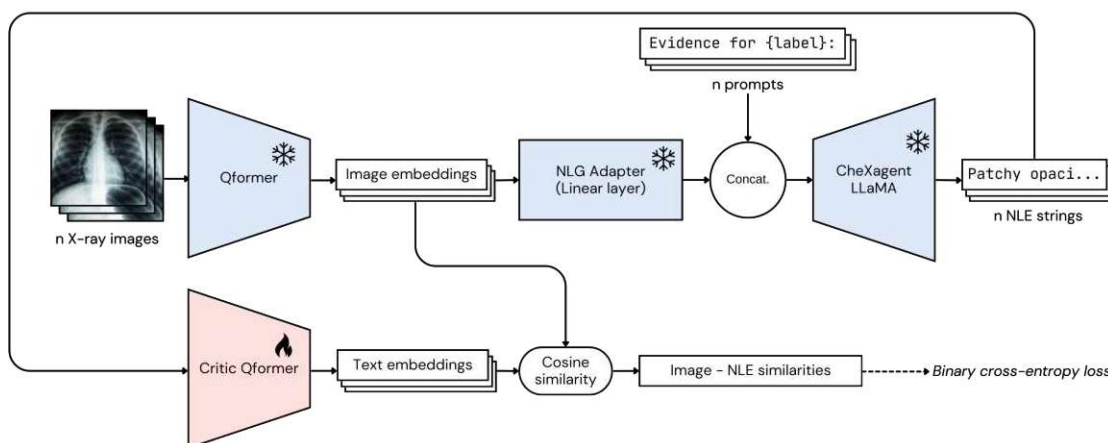 Evidence for {label}:
n prompts
Qformer
Image embeddings
NLG Adapter
(Linear layer)
Concat.
CheXagent
LLaMA
Patchy opaci...
n NLE strings
n X-ray images
Critic Qformer
Text embeddings
Cosine
similarity
Image - NLE similarities
Binary cross-entropy loss